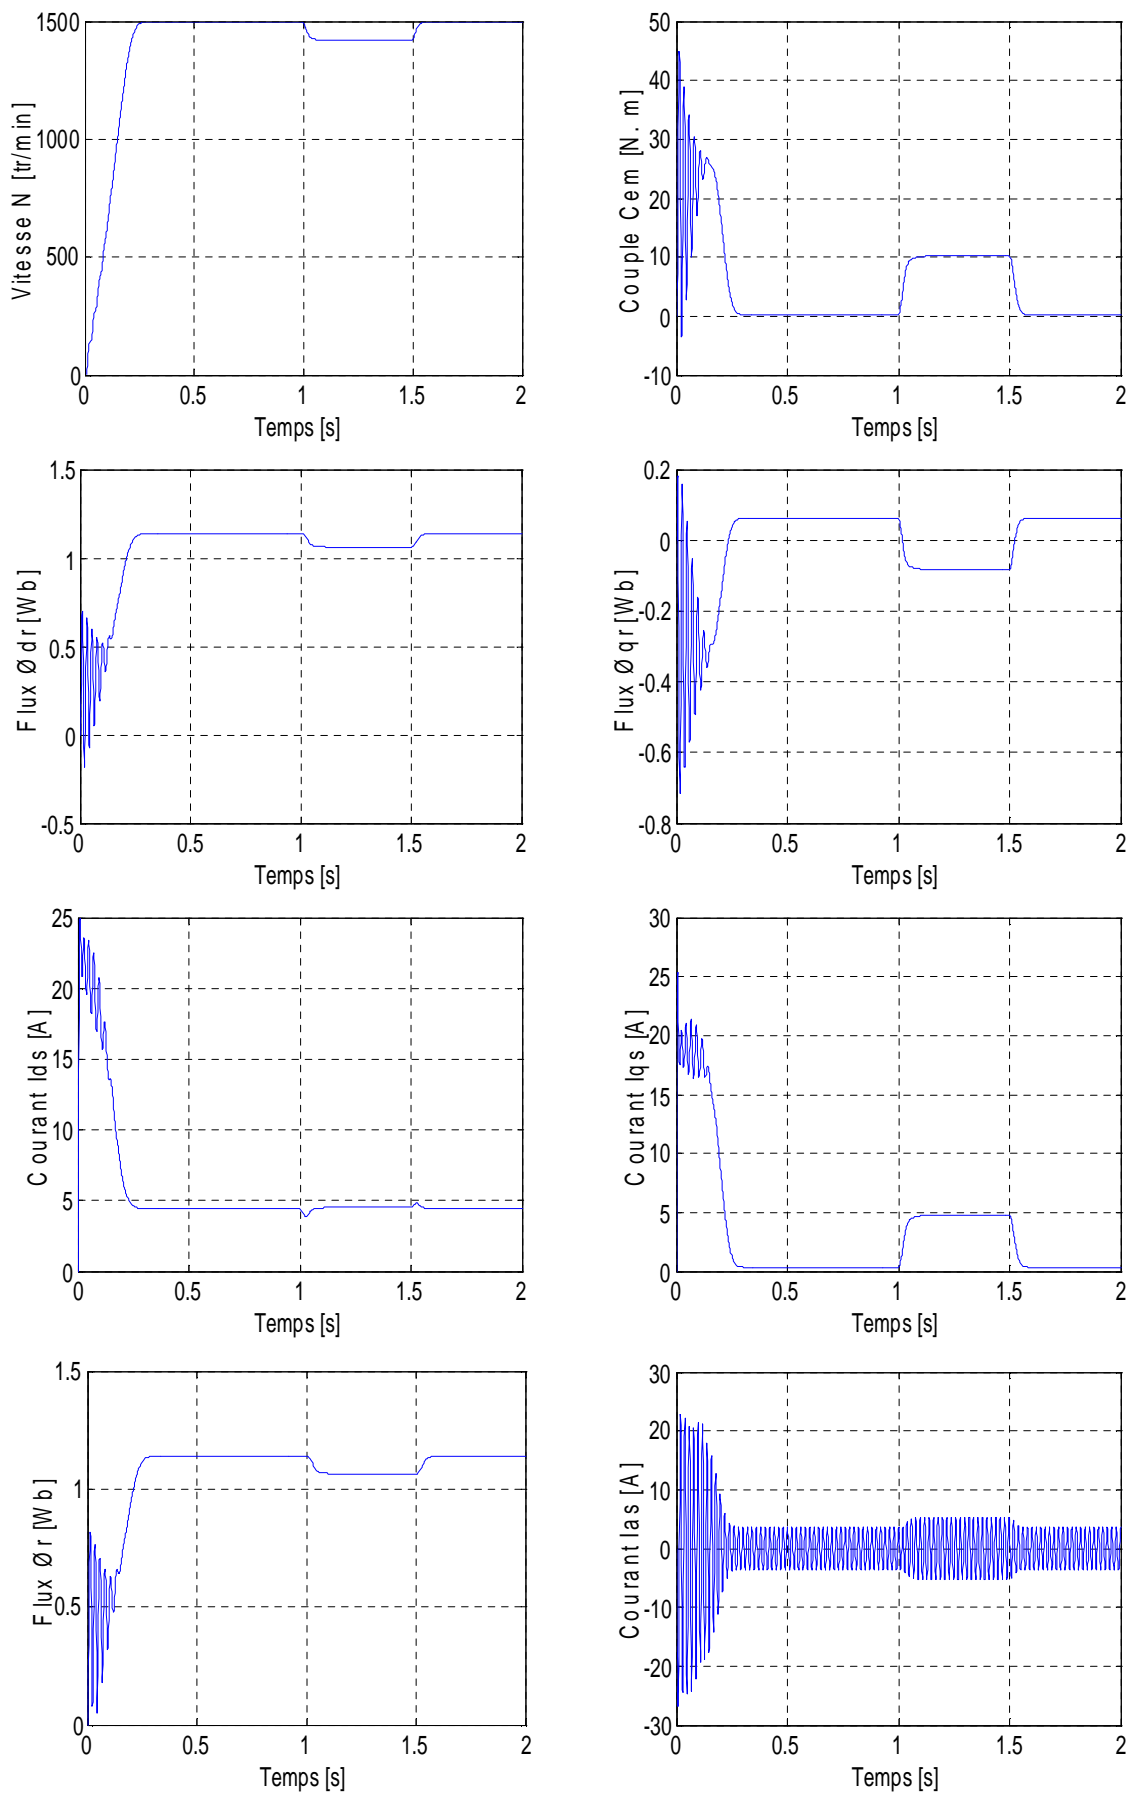 Vitesse N [tr/min]
1500
1000
500
0
0 0.5 1 1.5 2
Temps [s]
Couple Cem [N.m]
50
40
30
20
10
0
-10
0 0.5 1 1.5 2
Temps [s]
Flux Ødr [Wb]
1.5
1
0.5
0
-0.5
0 0.5 1 1.5 2
Temps [s]
Flux Øqr [Wb]
0.2
0
-0.2
-0.4
-0.6
-0.8
0 0.5 1 1.5 2
Temps [s]
Courant Ids [A]
25
20
15
10
5
0
0 0.5 1 1.5 2
Temps [s]
Courant Iqs [A]
30
25
20
15
10
5
0
0 0.5 1 1.5 2
Temps [s]
Flux Ør [Wb]
1.5
1
0.5
0
0 0.5 1 1.5 2
Temps [s]
Courant Ias [A]
30
20
10
0
-10
-20
-30
0 0.5 1 1.5 2
Temps [s]